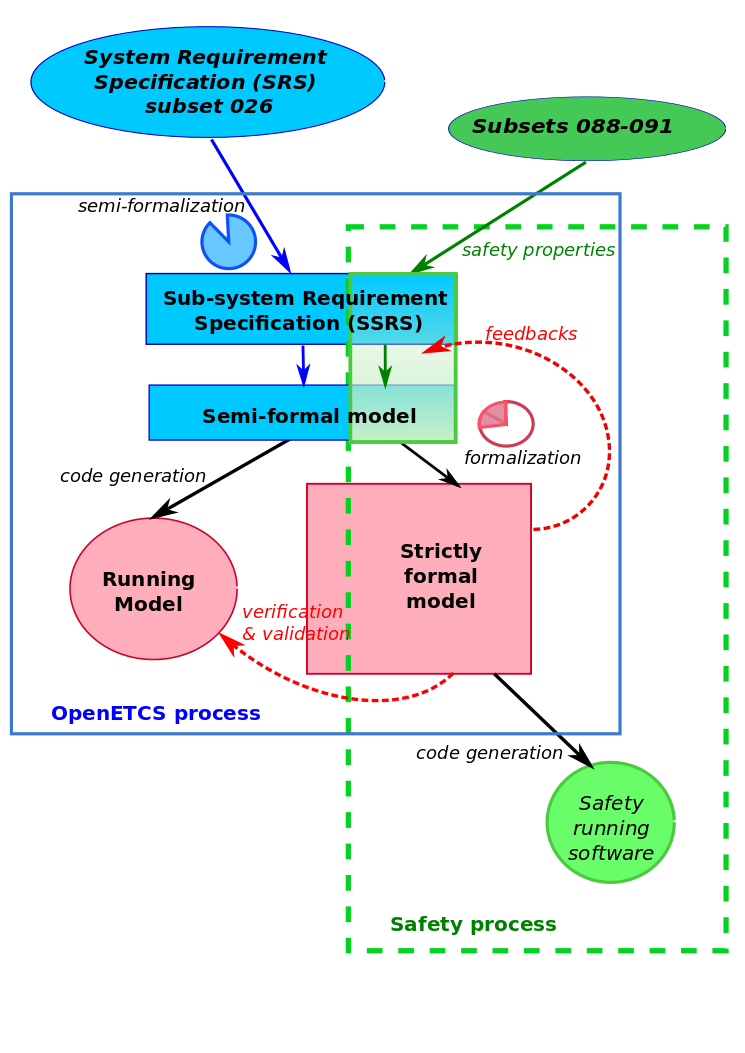 System Requirement
Specification (SRS)
subset 026
Subsets 088-091
semi-formalization
safety properties
Sub-system Requirement
Specification (SSRS)
feedbacks
Semi-formal model
formalization
code generation
Strictly
formal
model
Running
Model
verification
& validation
OpenETCS process
code generation
Safety
running
software
Safety process